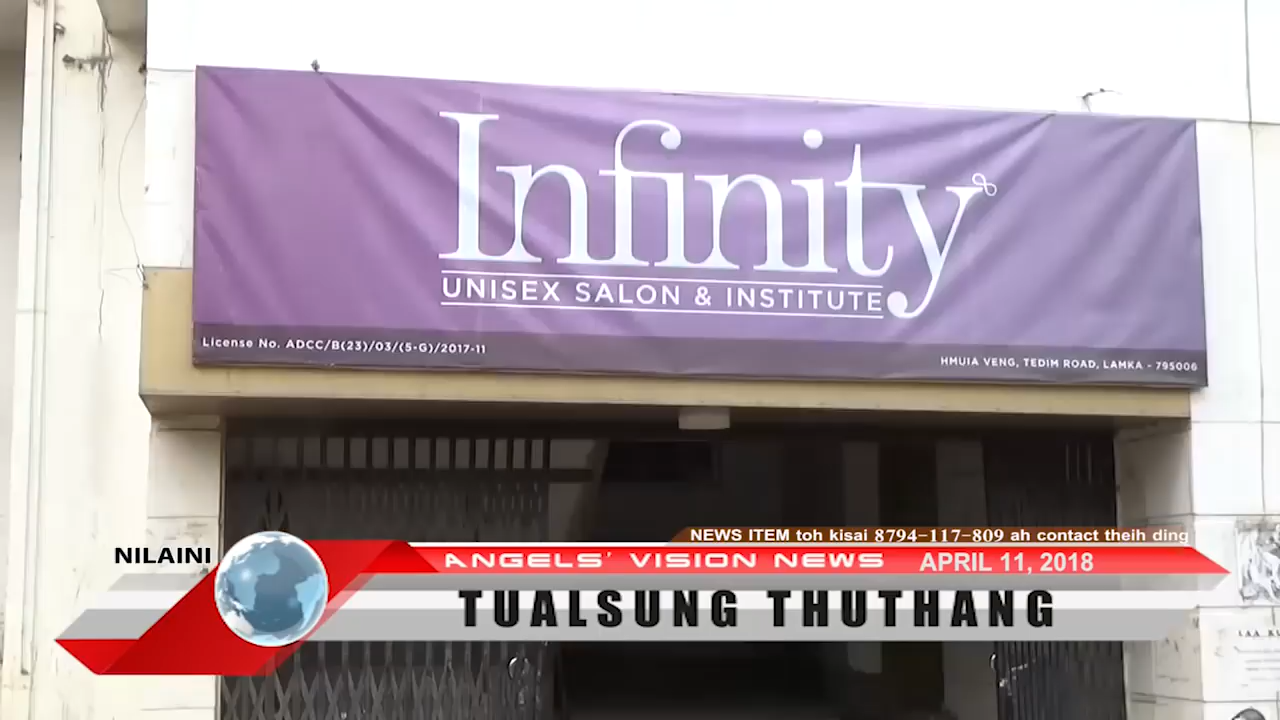 Infinity
UNISEX SALON & INSTITUTE
License No. ADCC/B(23)/03/(5-G)/2017-11
HMUIA VENG, TEDIM ROAD, LAMKA - 795006
NEWS ITEM toh kisai 8794-117-809 ah contact theih ding
NILAINI
ANGELS' VISION NEWS APRIL 11, 2018
TUALSUNG THUTHANG